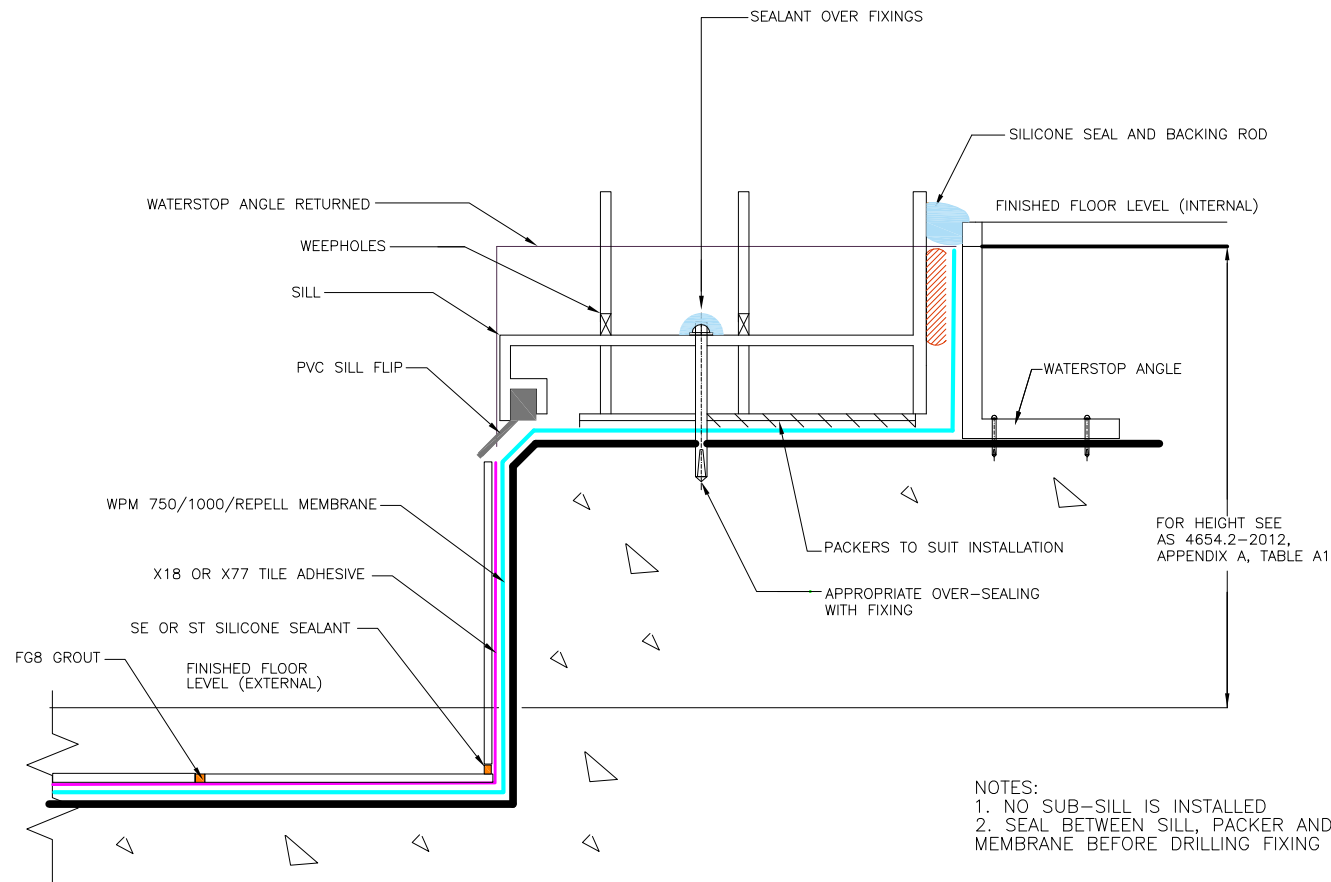 SEALANT OVER FIXINGS
SILICONE SEAL AND BACKING ROD
WATERSTOP ANGLE RETURNED
FINISHED FLOOR LEVEL (INTERNAL)
WEEPHOLES
SILL
PVC SILL FLIP
WATERSTOP ANGLE
WPM 750/1000/REPELL MEMBRANE
FOR HEIGHT SEE
AS 4654.2-2012,
APPENDIX A, TABLE A1
PACKERS TO SUIT INSTALLATION
X18 OR X77 TILE ADHESIVE
APPROPRIATE OVER-SEALING
WITH FIXING
SE OR ST SILICONE SEALANT
FG8 GROUT
FINISHED FLOOR
LEVEL (EXTERNAL)
NOTES:
1. NO SUB-SILL IS INSTALLED
2. SEAL BETWEEN SILL, PACKER AND
MEMBRANE BEFORE DRILLING FIXING